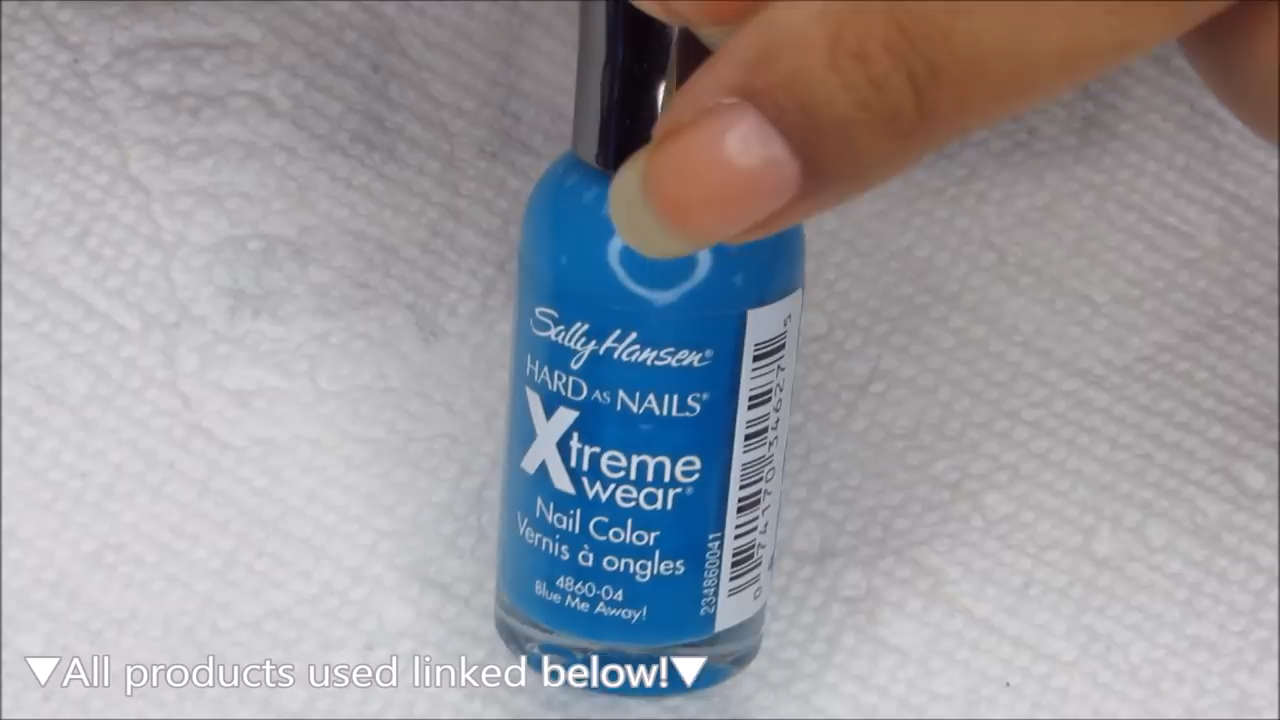 Sally Hansen®
HARD AS NAILS®
Xtreme
wear®
Nail Color
Vernis à ongles
4860-04
Blue Me Away!
234860041
0 74170 34627 5
▼All products used linked below!▼